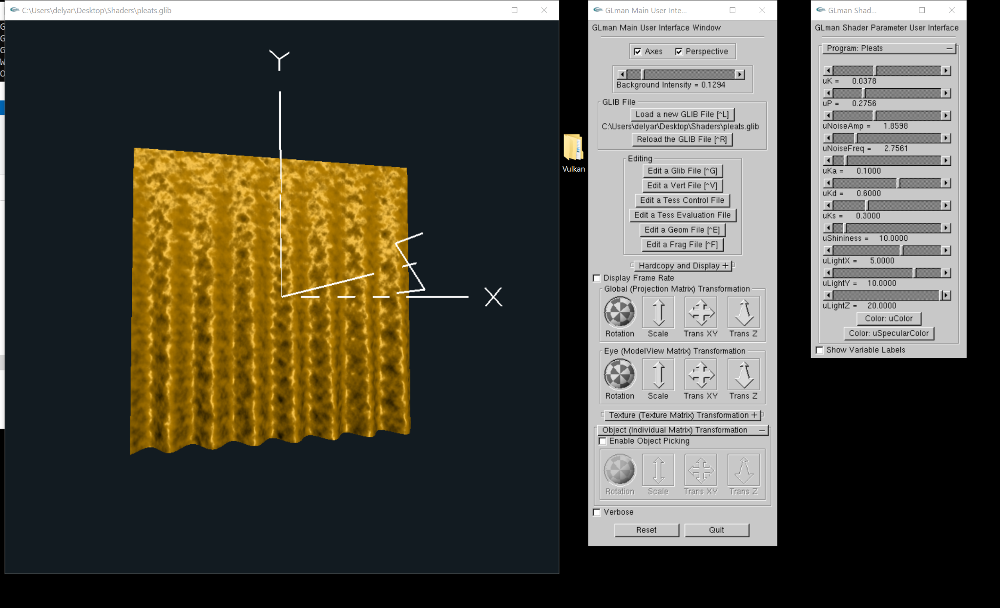 C:\Users\delyar\Desktop\Shaders\pleats.glib
G
G
G
W
O
Y
X
Z
Vulkan
GLman Main User Inte...
GLman Main User Interface Window
Axes Perspective
Background Intensity = 0.1294
GLIB File
Load a new GLIB File [^L]
C:\Users\delyar\Desktop\Shaders\pleats.glib
Reload the GLIB File [^R]
Editing
Edit a Glib File [^G]
Edit a Vert File [^V]
Edit a Tess Control File
Edit a Tess Evaluation File
Edit a Geom File [^E]
Edit a Frag File [^F]
Hardcopy and Display +
Display Frame Rate
Global (Projection Matrix) Transformation
Rotation Scale Trans XY Trans Z
Eye (ModelView Matrix) Transformation
Rotation Scale Trans XY Trans Z
Texture (Texture Matrix) Transformation +
Object (Individual Matrix) Transformation –
Enable Object Picking
Rotation Scale Trans XY Trans Z
Verbose
Reset Quit
GLman Shad...
GLman Shader Parameter User Interface
Program: Pleats –
uK = 0.0378
uP = 0.2756
uNoiseAmp = 1.8598
uNoiseFreq = 2.7561
uKa = 0.1000
uKd = 0.6000
uKs = 0.3000
uShininess = 10.0000
uLightX = 5.0000
uLightY = 10.0000
uLightZ = 20.0000
Color: uColor
Color: uSpecularColor
Show Variable Labels